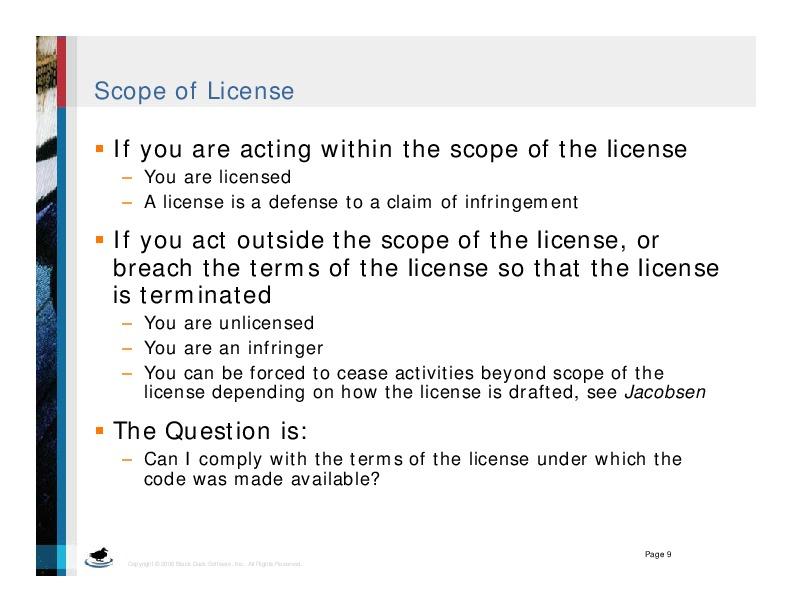 Scope of License
▪ If you are acting within the scope of the license
– You are licensed
– A license is a defense to a claim of infringement
▪ If you act outside the scope of the license, or
breach the terms of the license so that the license
is terminated
– You are unlicensed
– You are an infringer
– You can be forced to cease activities beyond scope of the
license depending on how the license is drafted, see Jacobsen
▪ The Question is:
– Can I comply with the terms of the license under which the
code was made available?
Page 9
Copyright © 2008 Black Duck Software, Inc. All Rights Reserved.